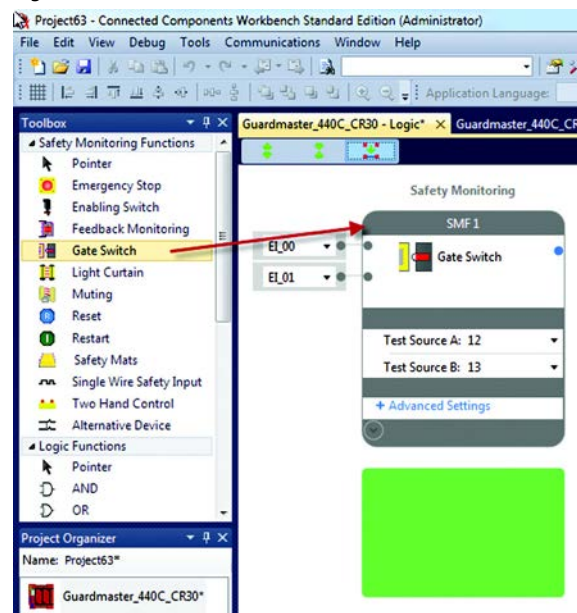 Project63 - Connected Components Workbench Standard Edition (Administrator)
File Edit View Debug Tools Communications Window Help
Application Language:
Toolbox
Safety Monitoring Functions
Pointer
Emergency Stop
Enabling Switch
Feedback Monitoring
Gate Switch
Light Curtain
Muting
Reset
Restart
Safety Mats
Single Wire Safety Input
Two Hand Control
Alternative Device
Logic Functions
Pointer
AND
OR
Project Organizer
Name: Project63*
Guardmaster_440C_CR30*
Guardmaster_440C_CR30 - Logic* Guardmaster_440C_CR
Safety Monitoring
SMF 1
EI_00
Gate Switch
EI_01
Test Source A: 12
Test Source B: 13
+ Advanced Settings